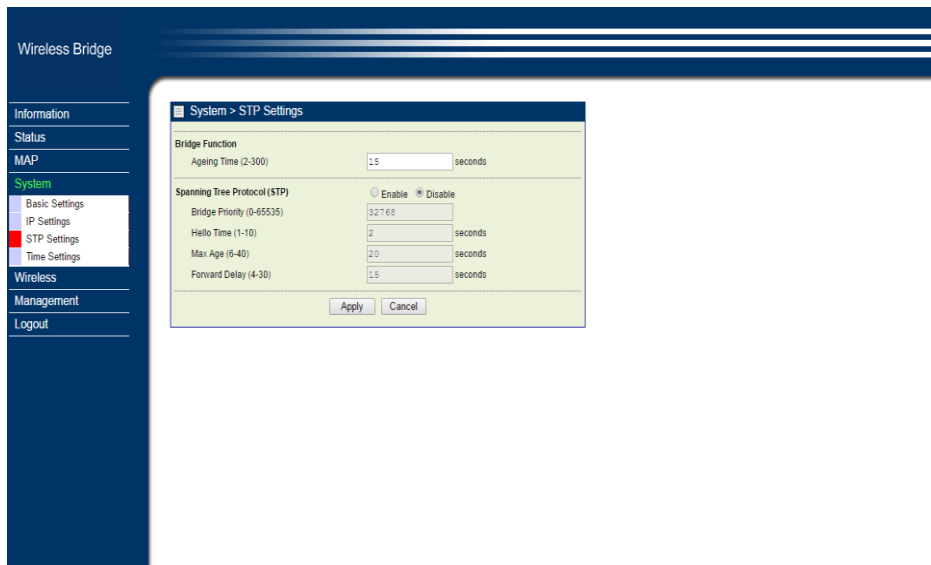 Wireless Bridge
Information
Status
MAP
System
Basic Settings
IP Settings
STP Settings
Time Settings
Wireless
Management
Logout
System > STP Settings
Bridge Function
Ageing Time (2-300) 15 seconds
Spanning Tree Protocol (STP) Enable Disable
Bridge Priority (0-65535) 32768
Hello Time (1-10) 2 seconds
Max Age (6-40) 20 seconds
Forward Delay (4-30) 15 seconds
Apply Cancel